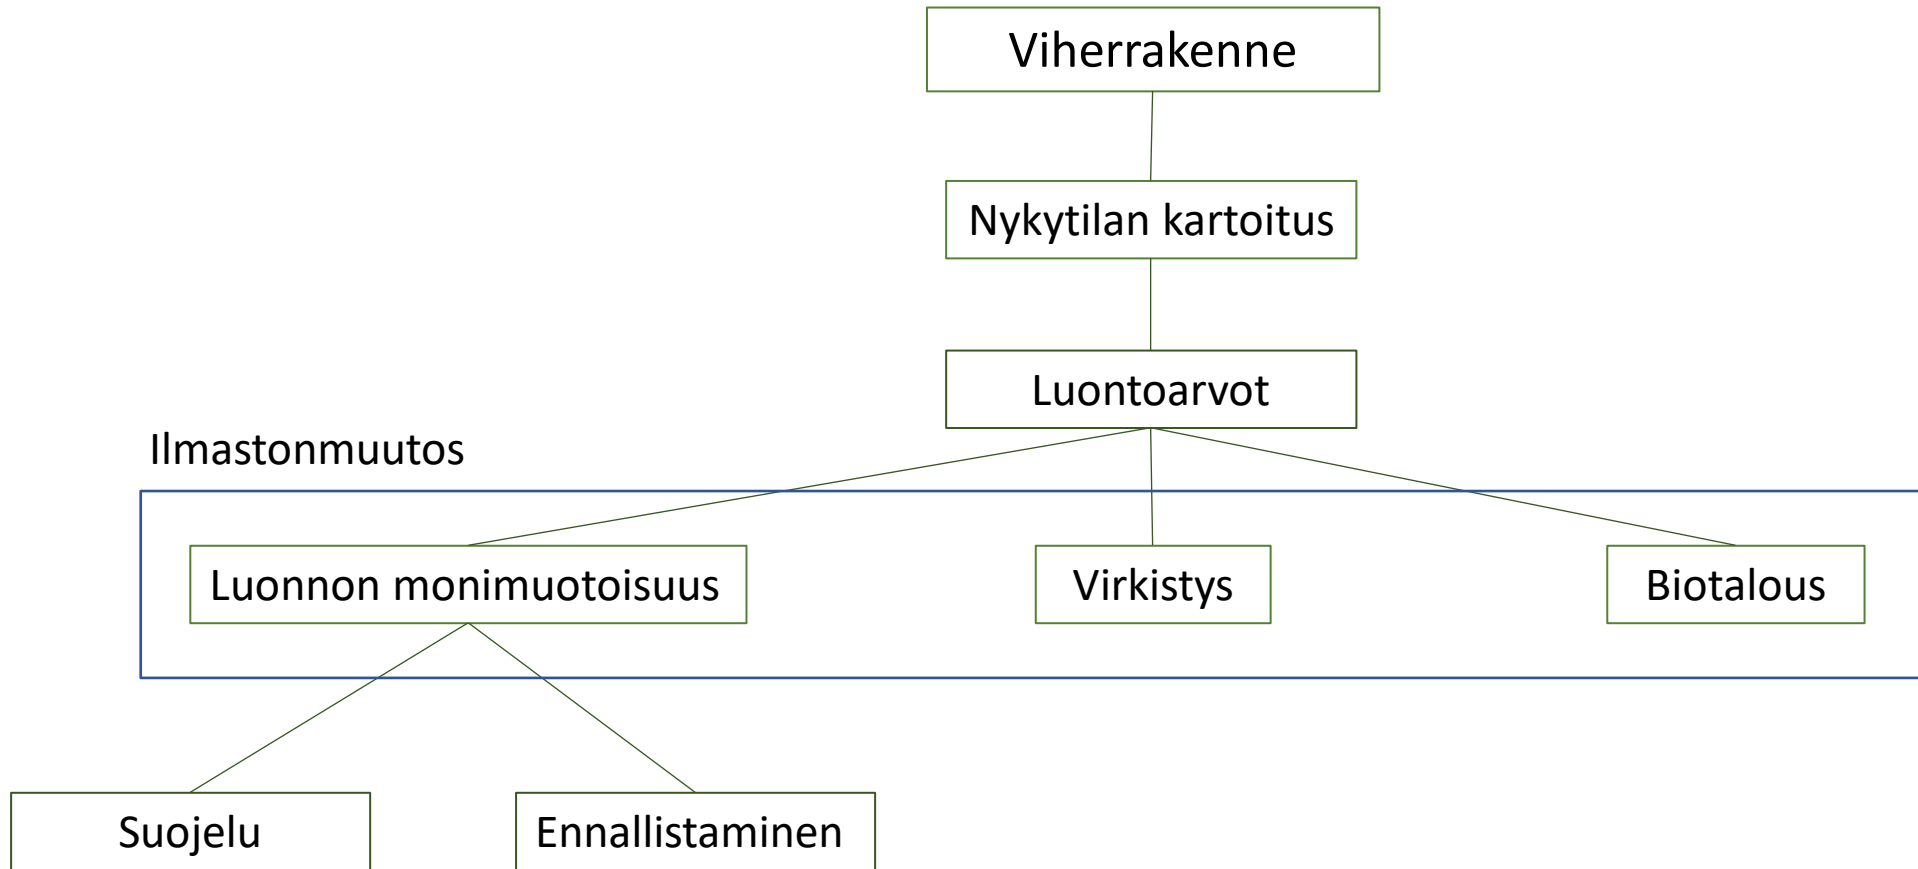 Viherrakenne
Nykytilan kartoitus
Luontoarvot
Ilmastonmuutos
Luonnon monimuotoisuus
Virkistys
Biotalous
Suojelu
Ennallistaminen